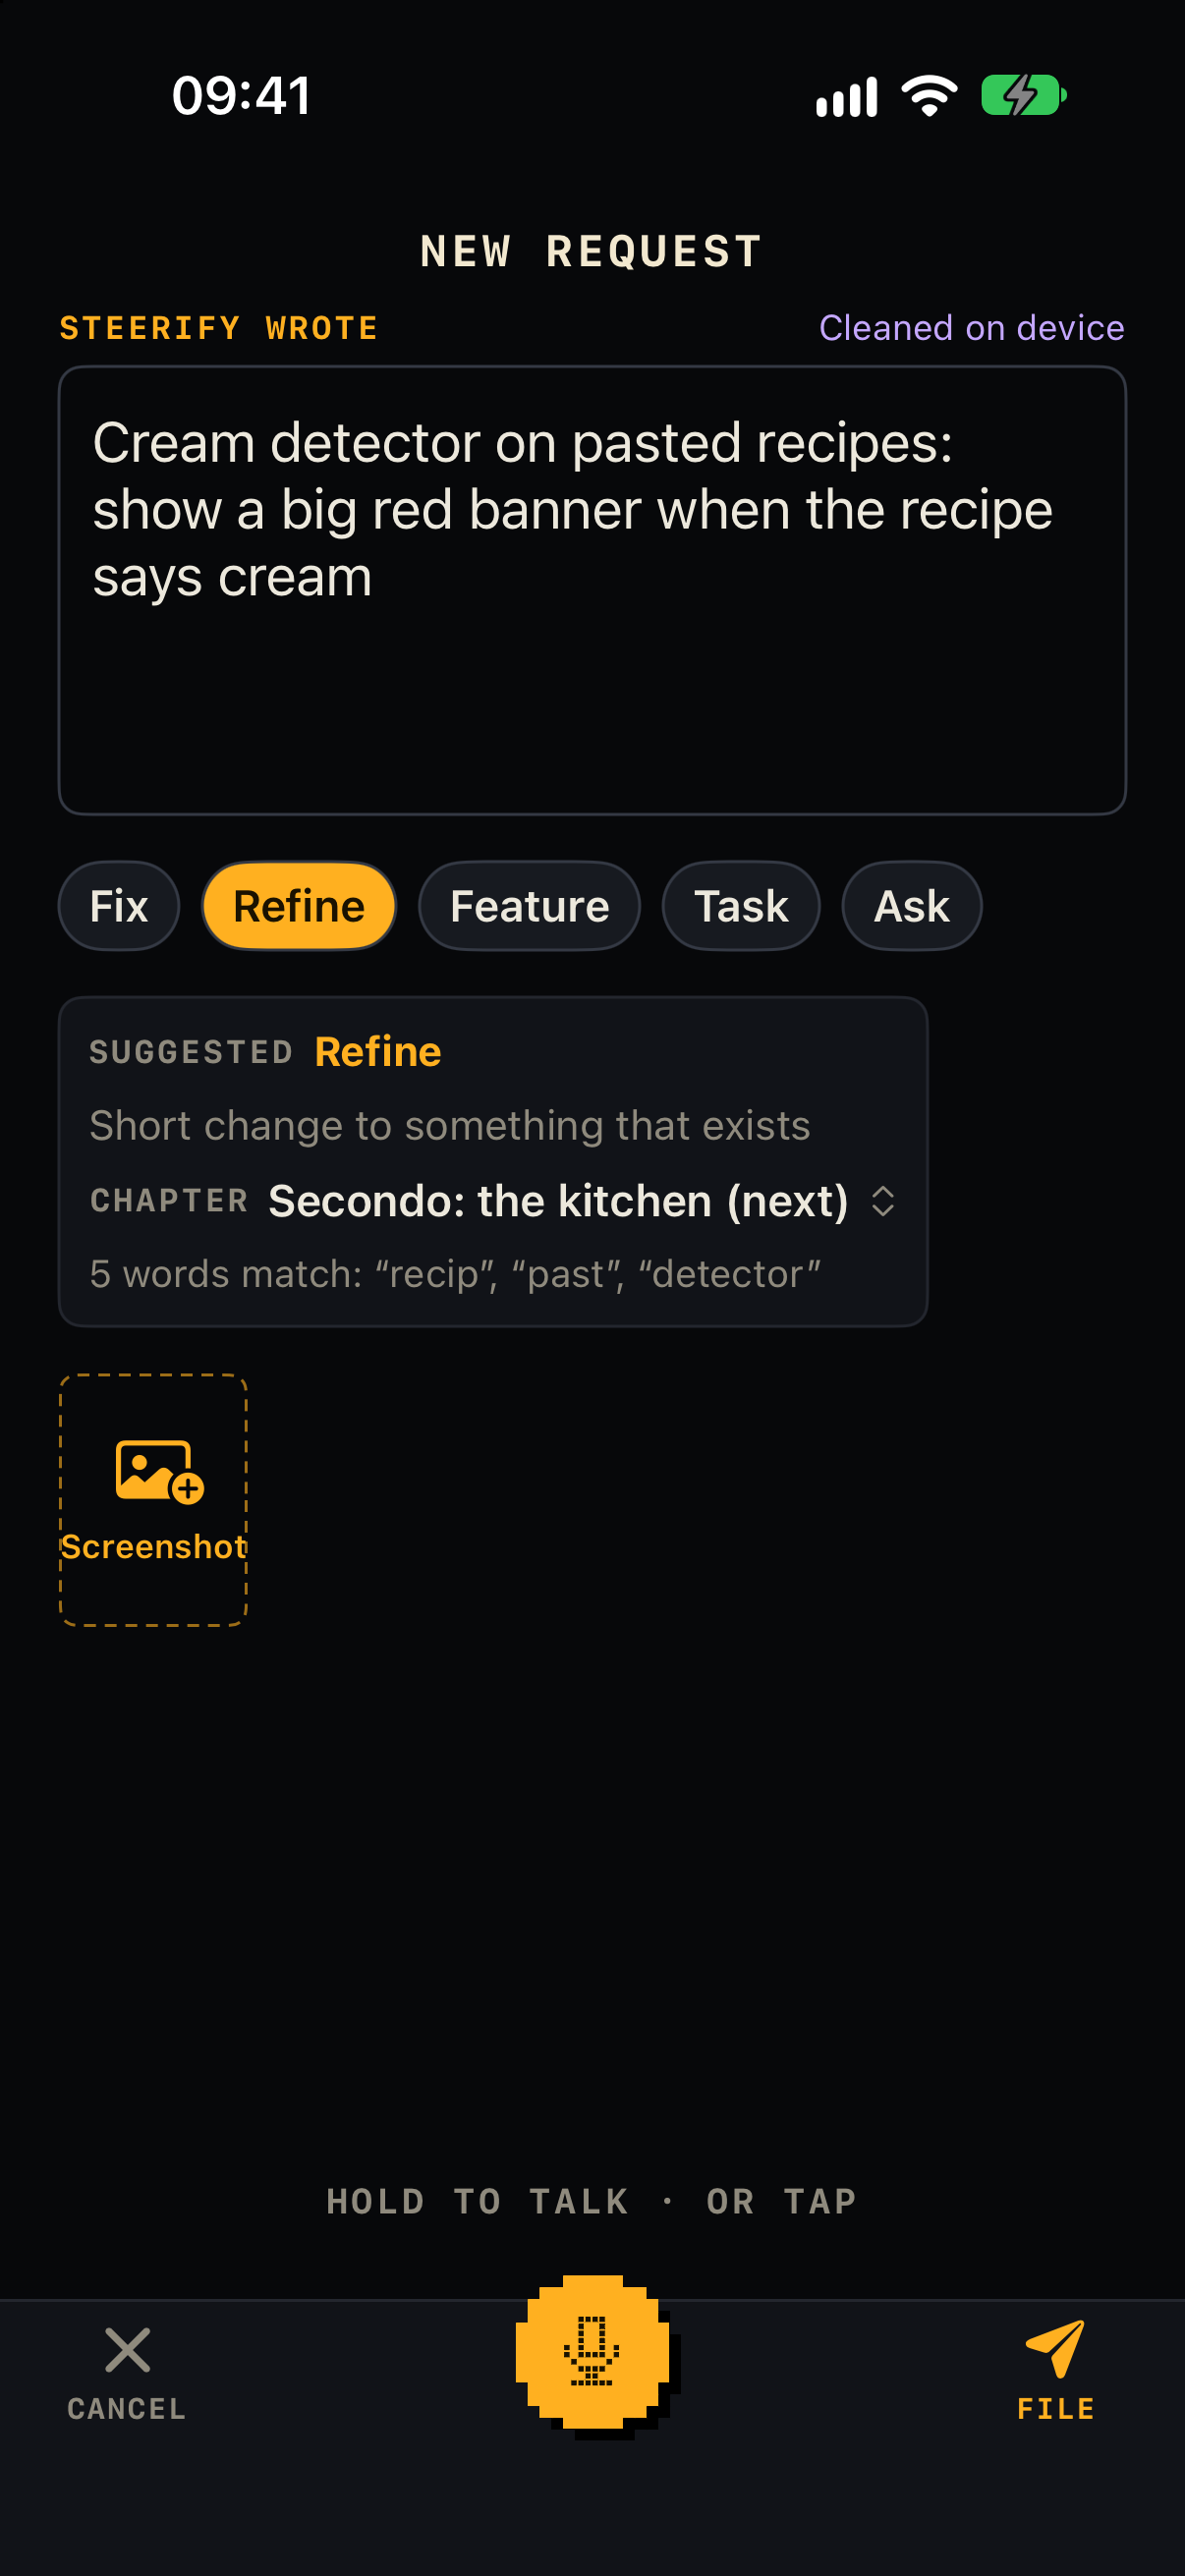 09:41
NEW REQUEST
STEERIFY WROTE
Cleaned on device
Cream detector on pasted recipes:
show a big red banner when the recipe
says cream
Fix
Refine
Feature
Task
Ask
SUGGESTED Refine
Short change to something that exists
CHAPTER Secondo: the kitchen (next)
5 words match: “recip”, “past”, “detector”
Screenshot
HOLD TO TALK · OR TAP
CANCEL
FILE